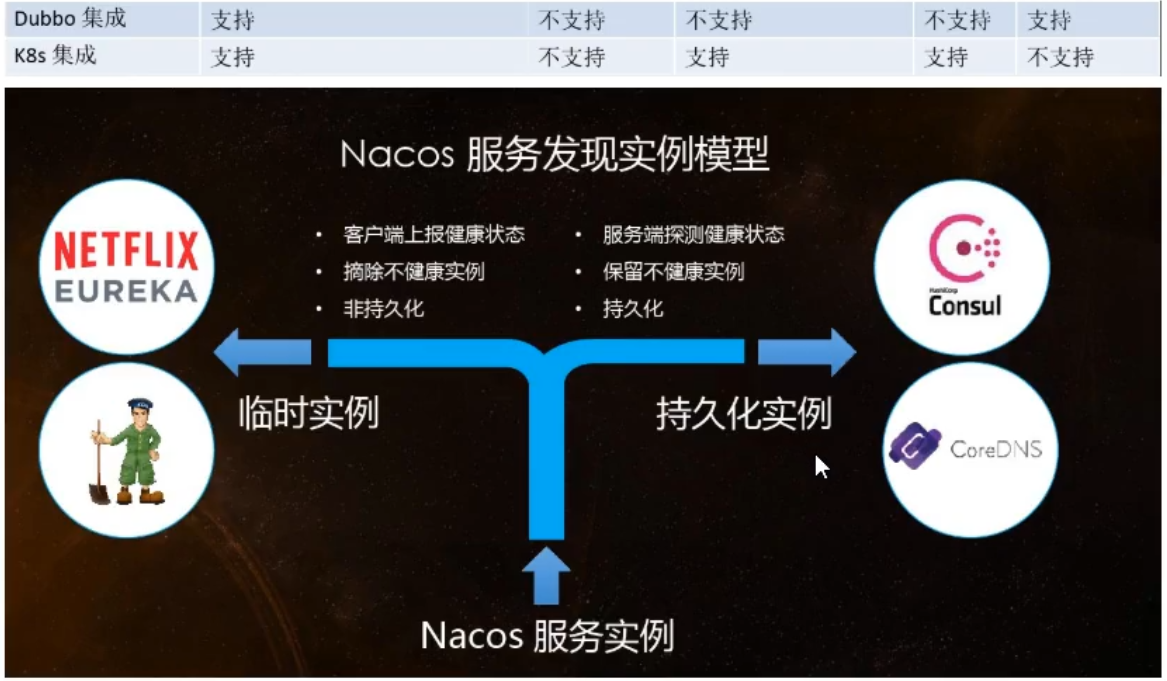 Dubbo 集成 支持 不支持 不支持 不支持 支持
K8s 集成 支持 不支持 支持 支持 不支持
Nacos 服务发现实例模型
NETFLIX
EUREKA
• 客户端上报健康状态
• 摘除不健康实例
• 非持久化
• 服务端探测健康状态
• 保留不健康实例
• 持久化
HashiCorp
Consul
临时实例
持久化实例
CoreDNS
Nacos 服务实例